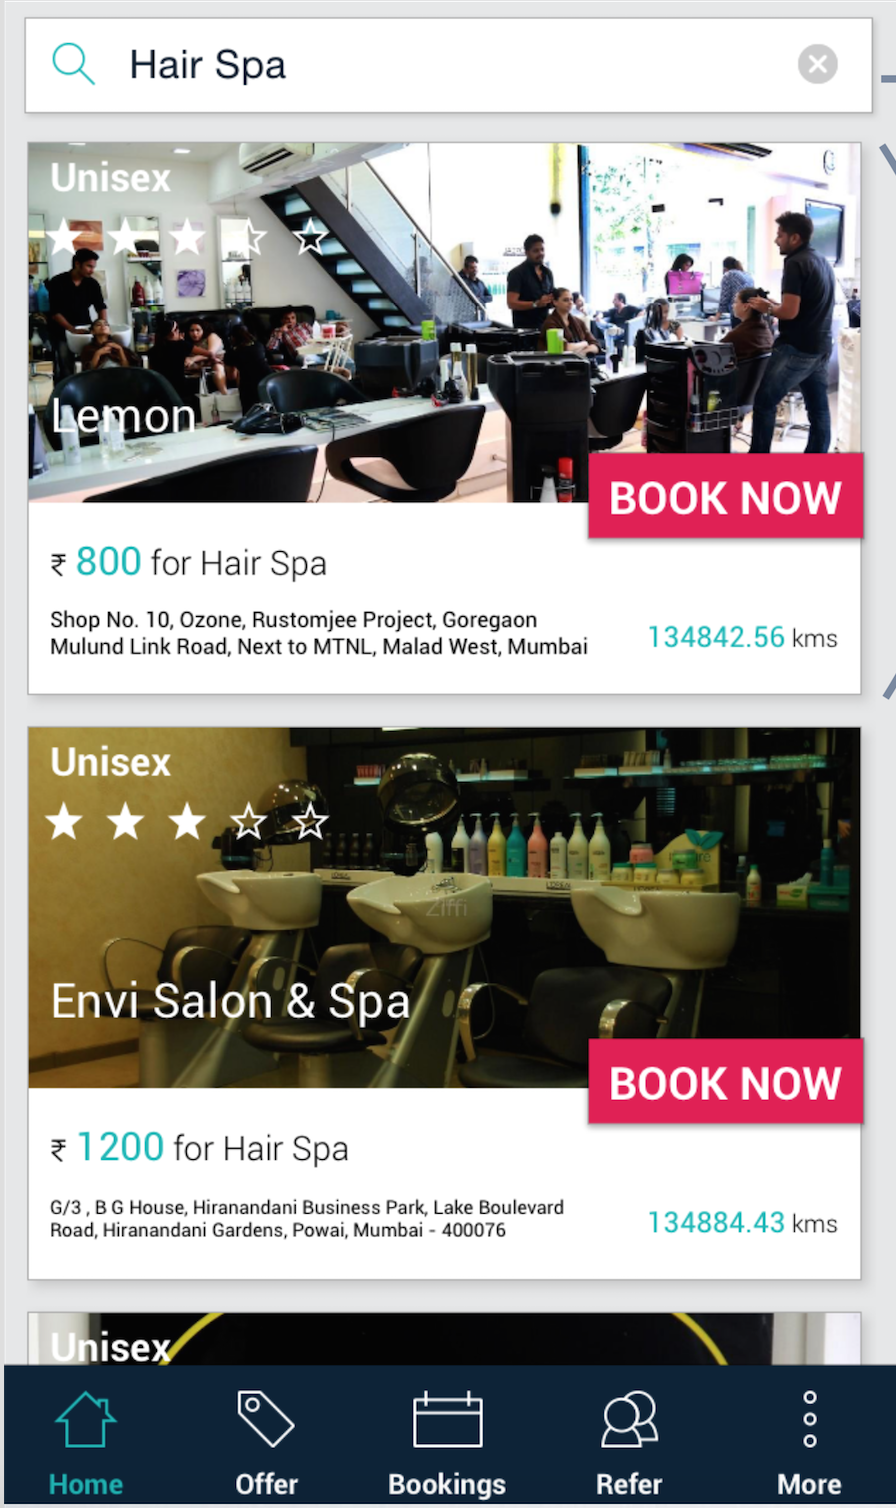 Hair Spa
Unisex
Lemon
BOOK NOW
₹ 800 for Hair Spa
Shop No. 10, Ozone, Rustomjee Project, Goregaon
Mulund Link Road, Next to MTNL, Malad West, Mumbai
134842.56 kms
Unisex
Ziffi
Envi Salon & Spa
BOOK NOW
₹ 1200 for Hair Spa
G/3 , B G House, Hiranandani Business Park, Lake Boulevard
Road, Hiranandani Gardens, Powai, Mumbai - 400076
134884.43 kms
Unisex
Home Offer Bookings Refer More